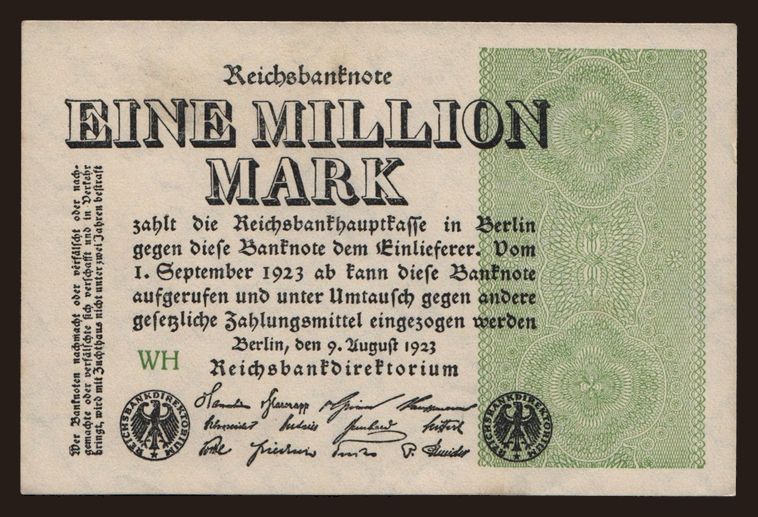 Reichsbanknote
EINE MILLION
MARK
zahlt die Reichsbankhauptkasse in Berlin
gegen diese Banknote dem Einlieferer. Vom
1. September 1923 ab kann diese Banknote
aufgerufen und unter Umtausch gegen andere
gesetzliche Zahlungsmittel eingezogen werden
Berlin, den 9. August 1923
Reichsbankdirektorium
WH
Wer Banknoten nachmacht oder verfälscht oder nach-
gemachte oder verfälschte sich verschafft und in Verkehr
bringt, wird mit Zuchthaus nicht unter zwei Jahren bestraft
REICHSBANKDIREKTORIUM
REICHSBANKDIREKTORIUM